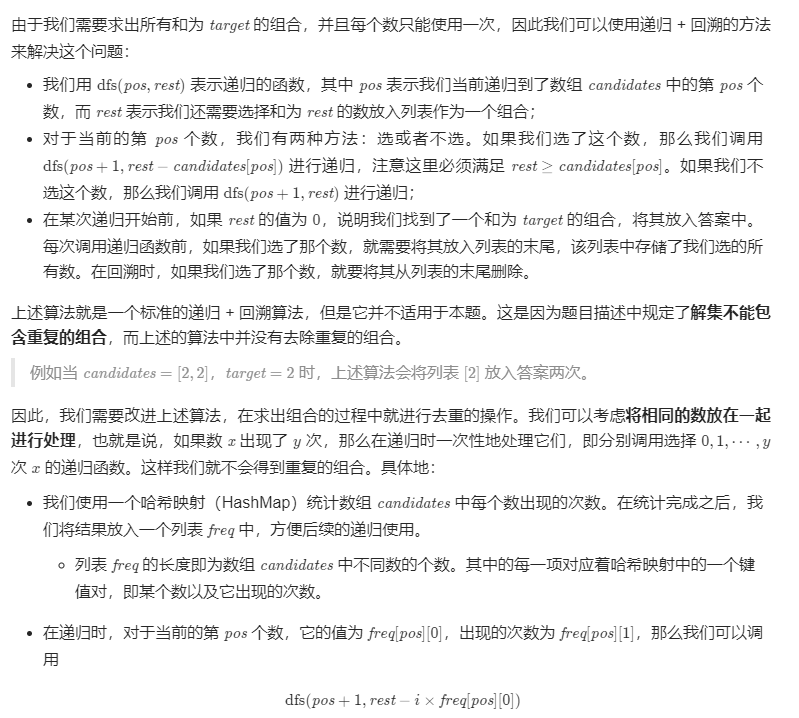 由于我们需要求出所有和为 target 的组合，并且每个数只能使用一次，因此我们可以使用递归 + 回溯的方法
来解决这个问题：
• 我们用 dfs(pos, rest) 表示递归的函数，其中 pos 表示我们当前递归到了数组 candidates 中的第 pos 个
数，而 rest 表示我们还需要选择和为 rest 的数放入列表作为一个组合；
• 对于当前的第 pos 个数，我们有两种方法：选或者不选。如果我们选了这个数，那么我们调用
dfs(pos + 1, rest − candidates[pos]) 进行递归，注意这里必须满足 rest ≥ candidates[pos]。如果我们不
选这个数，那么我们调用 dfs(pos + 1, rest) 进行递归；
• 在某次递归开始前，如果 rest 的值为 0，说明我们找到了一个和为 target 的组合，将其放入答案中。
每次调用递归函数前，如果我们选了那个数，就需要将其放入列表的末尾，该列表中存储了我们选的所
有数。在回溯时，如果我们选了那个数，就要将其从列表的末尾删除。
上述算法就是一个标准的递归 + 回溯算法，但是它并不适用于本题。这是因为题目描述中规定了解集不能包
含重复的组合，而上述的算法中并没有去除重复的组合。
例如当 candidates = [2, 2]，target = 2 时，上述算法会将列表 [2] 放入答案两次。
因此，我们需要改进上述算法，在求出组合的过程中就进行去重的操作。我们可以考虑将相同的数放在一起
进行处理，也就是说，如果数 x 出现了 y 次，那么在递归时一次性地处理它们，即分别调用选择 0, 1, ⋯ , y
次 x 的递归函数。这样我们就不会得到重复的组合。具体地：
• 我们使用一个哈希映射（HashMap）统计数组 candidates 中每个数出现的次数。在统计完成之后，我
们将结果放入一个列表 freq 中，方便后续的递归使用。
◦ 列表 freq 的长度即为数组 candidates 中不同数的个数。其中的每一项对应着哈希映射中的一个键
值对，即某个数以及它出现的次数。
• 在递归时，对于当前的第 pos 个数，它的值为 freq[pos][0]，出现的次数为 freq[pos][1]，那么我们可以调
用
dfs(pos + 1, rest − i × freq[pos][0])